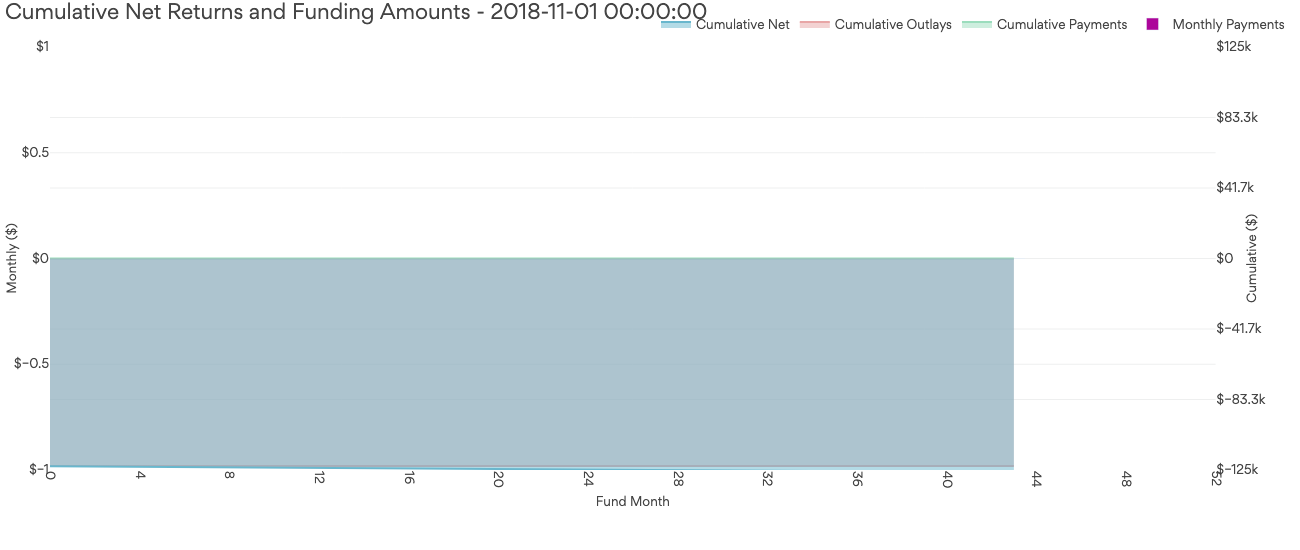 Cumulative Net Returns and Funding Amounts - 2018-11-01 00:00:00
Cumulative Net
Cumulative Outlays
Cumulative Payments
Monthly Payments
$1
$0.5
$0
$−0.5
$−1
Monthly ($)
$125k
$83.3k
$41.7k
$0
$−41.7k
$−83.3k
$−125k
Cumulative ($)
0
4
8
12
16
20
24
28
32
36
40
44
48
52
Fund Month